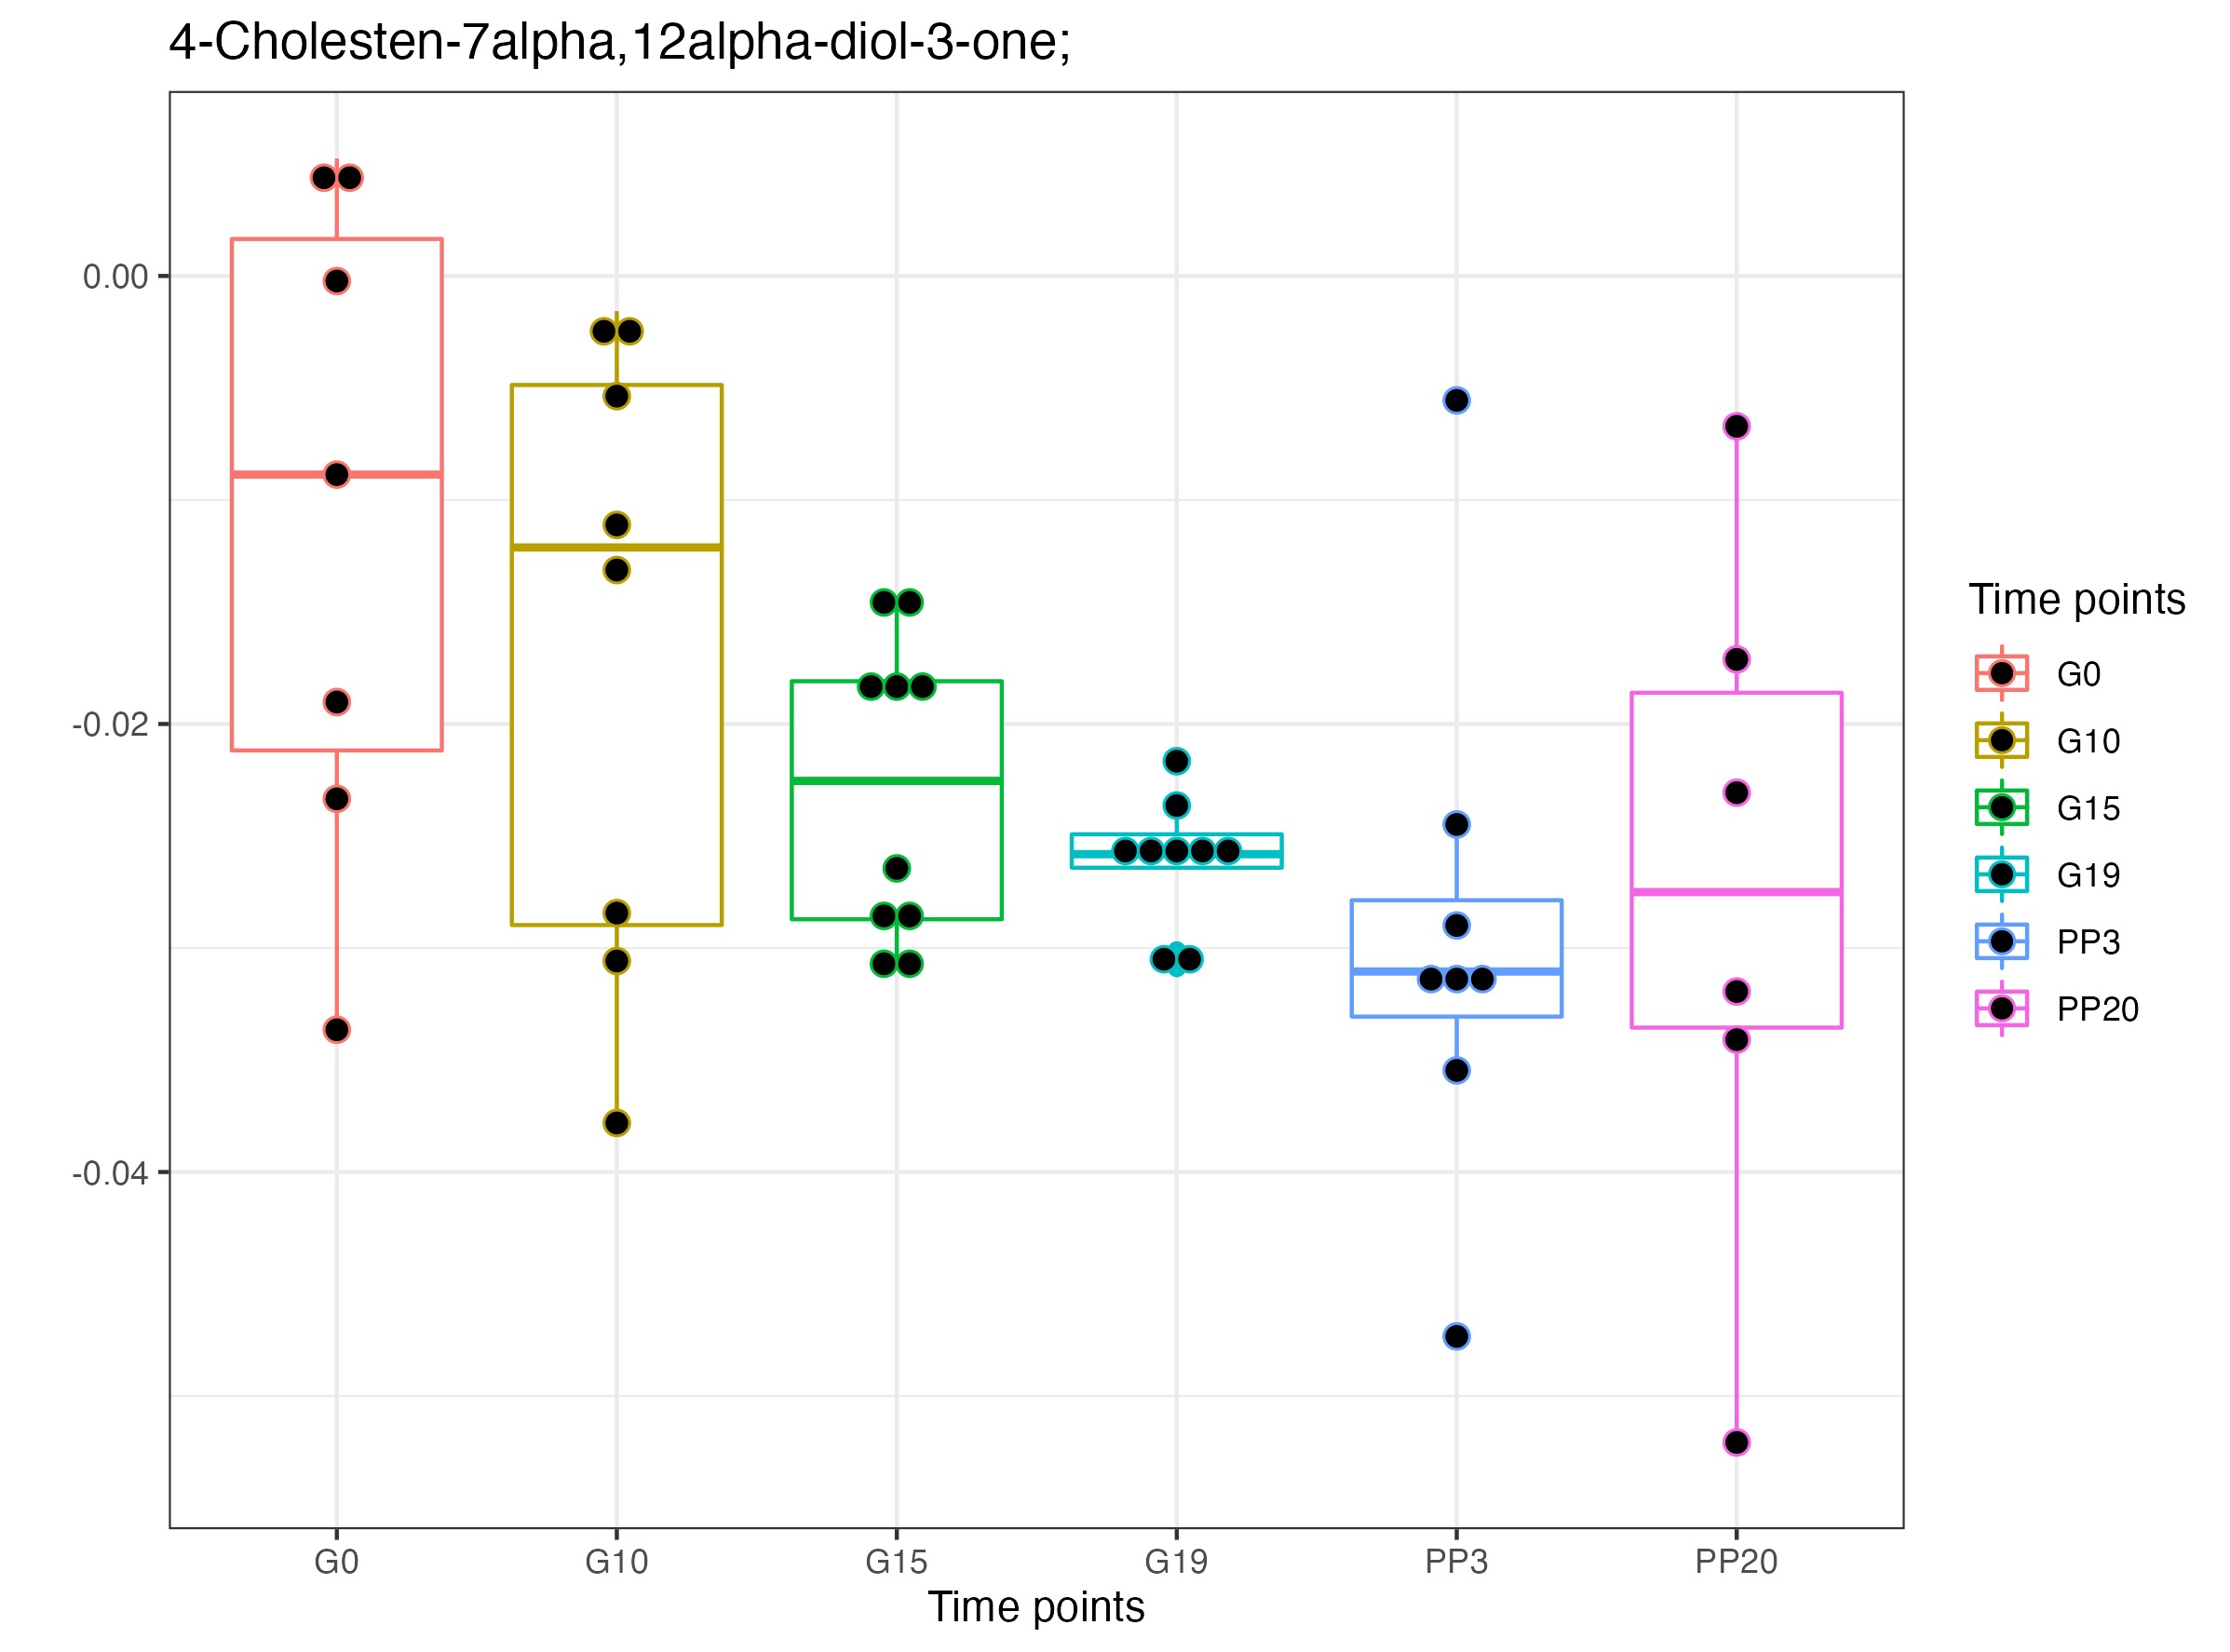 4-Cholesten-7alpha,12alpha-diol-3-one;
0.00
-0.02
-0.04
G0
G10
G15
G19
PP3
PP20
Time points
Time points
G0
G10
G15
G19
PP3
PP20